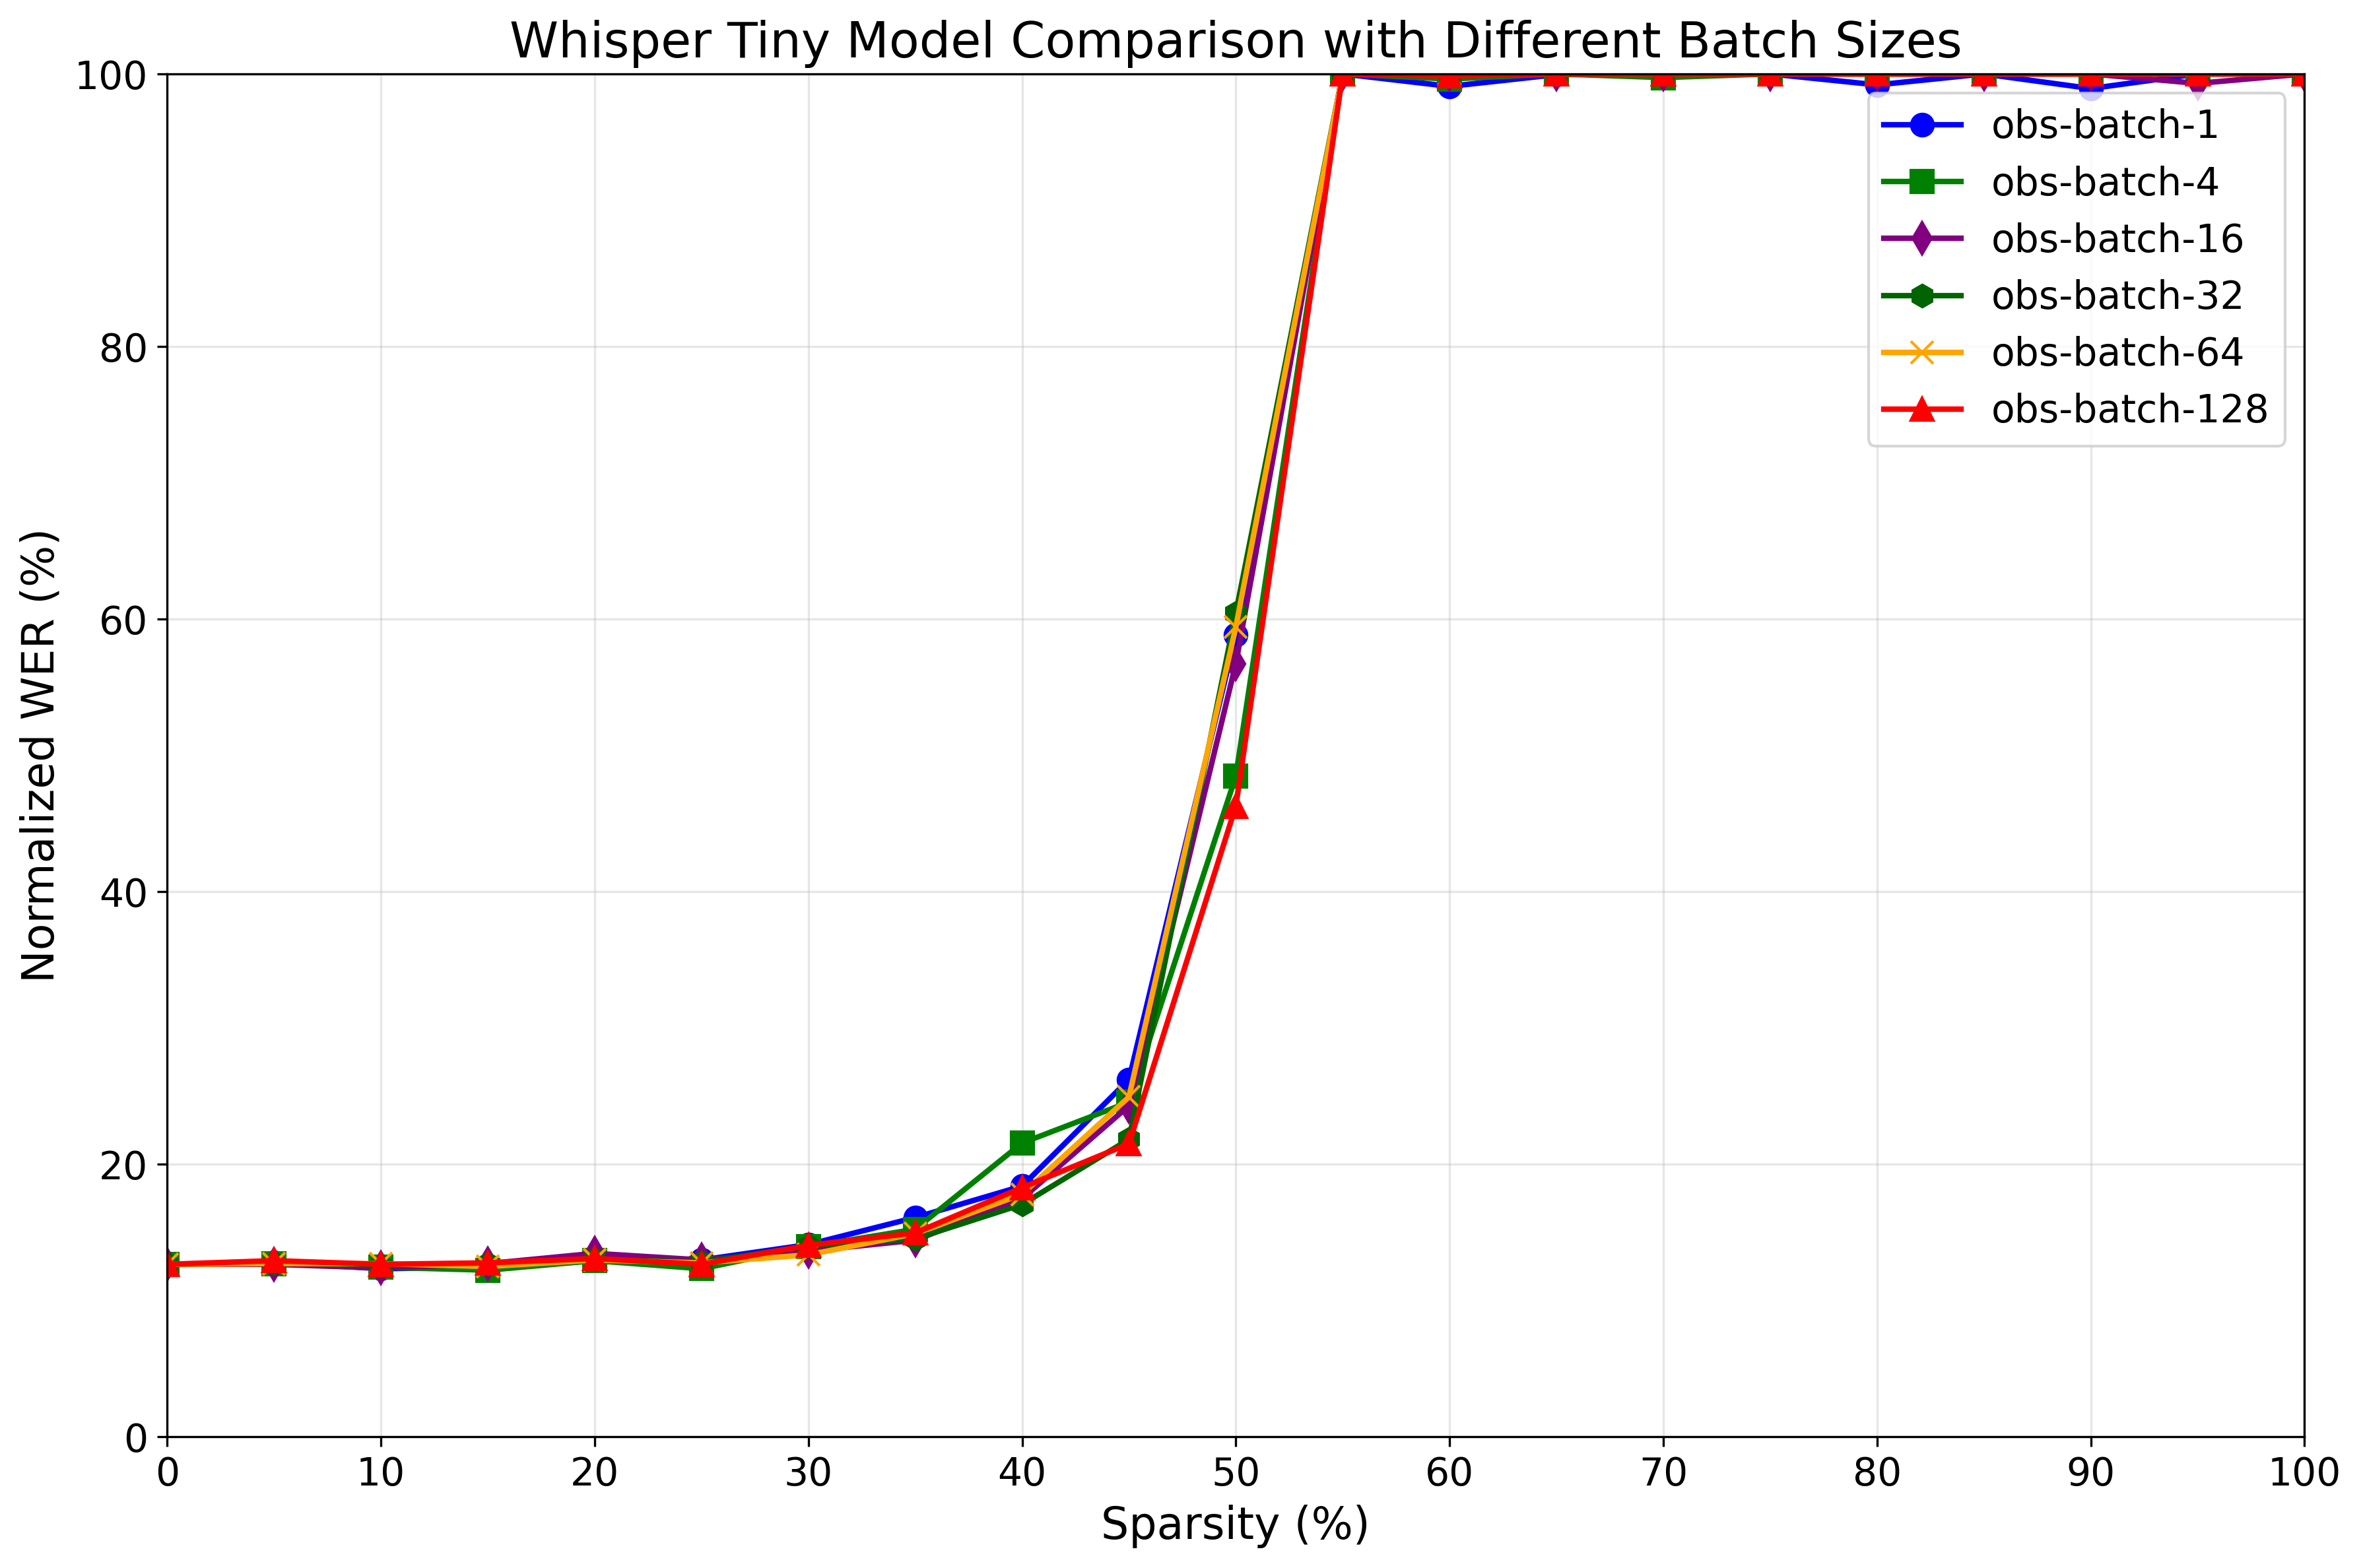 Whisper Tiny Model Comparison with Different Batch Sizes
100
80
60
40
20
0
Normalized WER (%)
obs-batch-1
obs-batch-4
obs-batch-16
obs-batch-32
obs-batch-64
obs-batch-128
0 10 20 30 40 50 60 70 80 90 100
Sparsity (%)